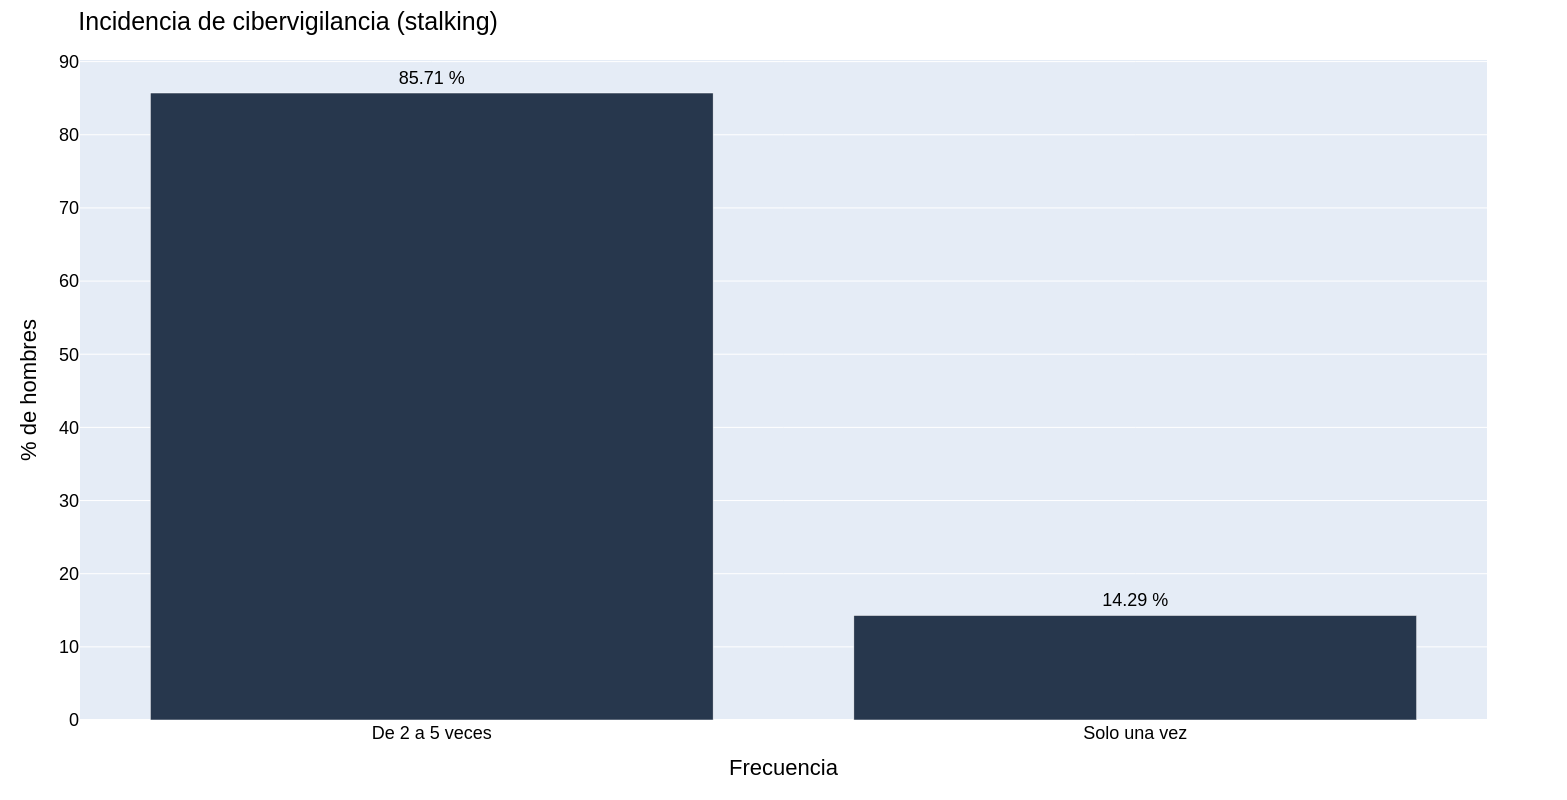 Incidencia de cibervigilancia (stalking)
90
80
70
60
50
40
30
20
10
0
% de hombres
85.71 %
14.29 %
De 2 a 5 veces
Solo una vez
Frecuencia